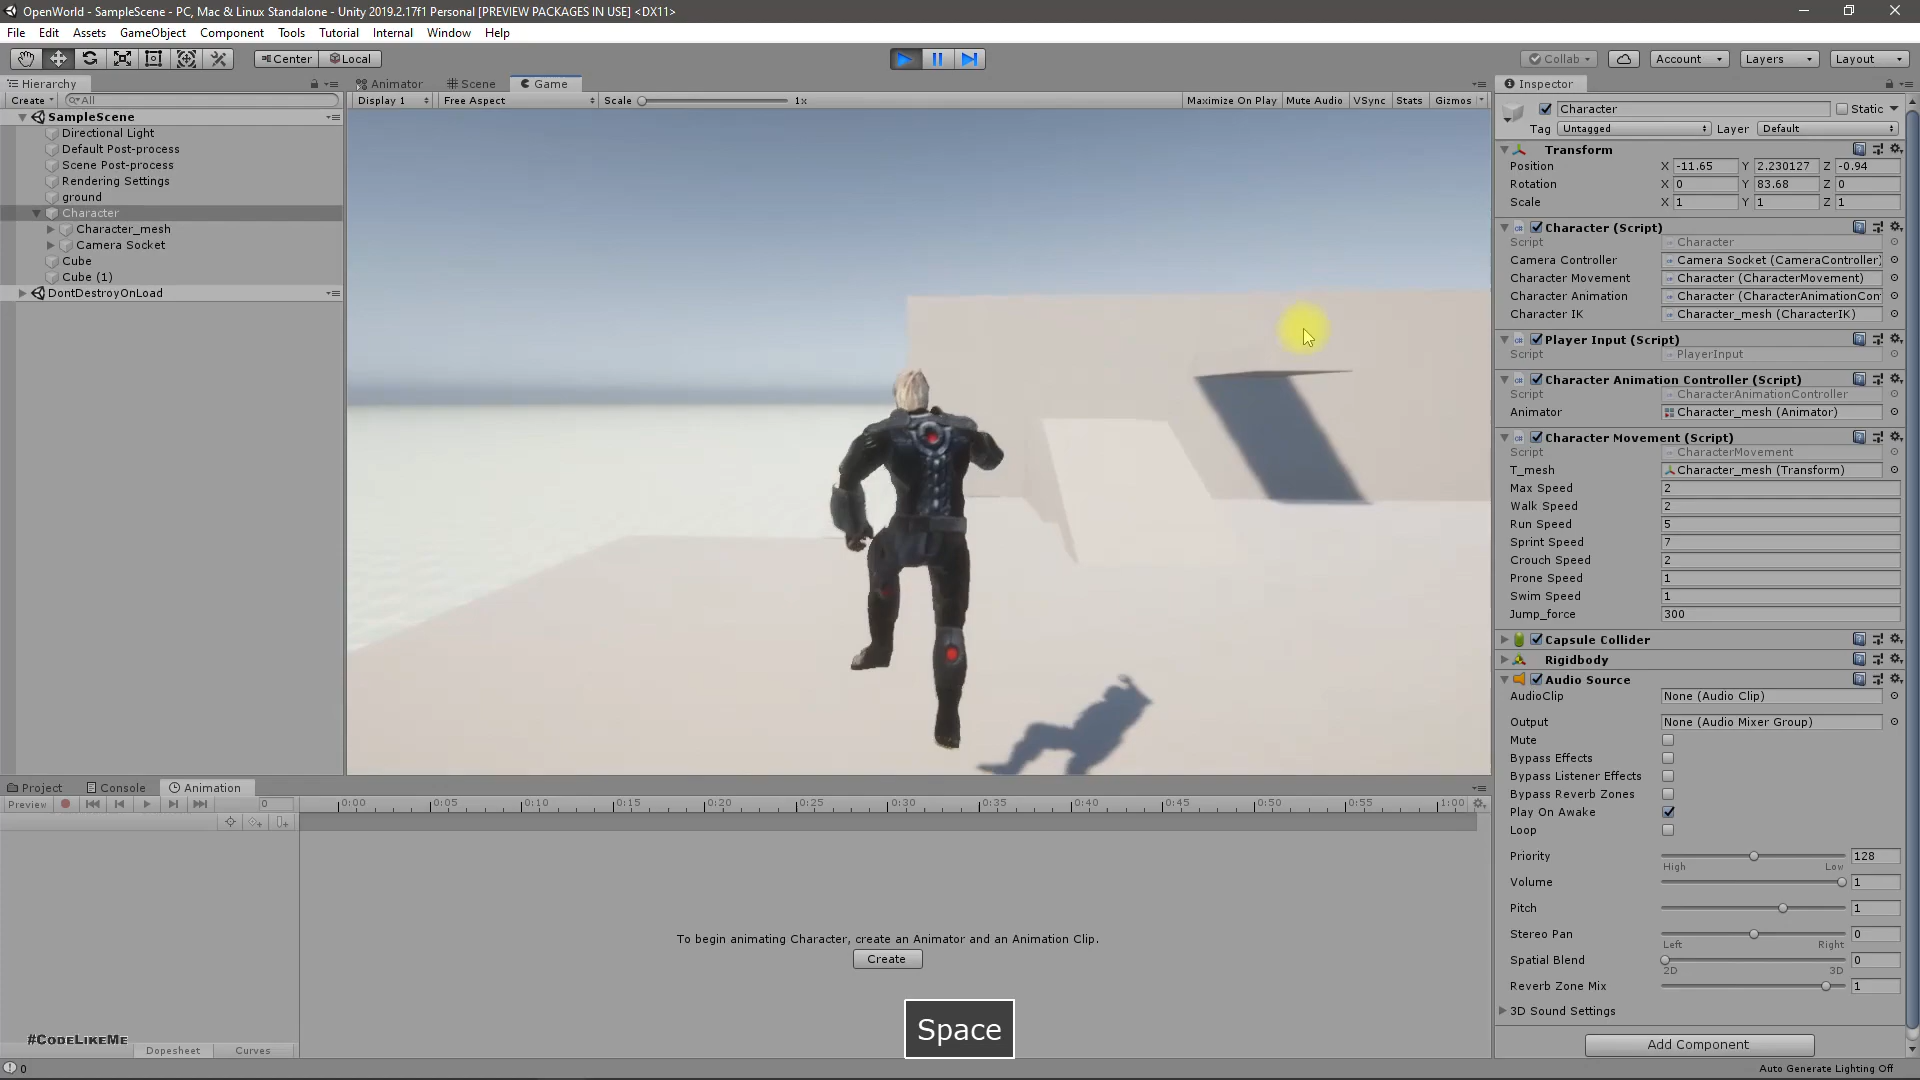 OpenWorld - SampleScene - PC, Mac & Linux Standalone - Unity 2019.2.17f1 Personal [PREVIEW PACKAGES IN USE] <DX11>
File Edit Assets GameObject Component Tools Tutorial Internal Window Help
Center Local Collab Account Layers Layout
Hierarchy
Create All
SampleScene
Directional Light
Default Post-process
Scene Post-process
Rendering Settings
ground
Character
Character_mesh
Camera Socket
Cube
Cube (1)
DontDestroyOnLoad
Animator Scene Game
Display 1 Free Aspect Scale 1x Maximize On Play Mute Audio VSync Stats Gizmos
Inspector
Character Static
Tag Untagged Layer Default
Transform
Position X -11.65 Y 2.230127 Z -0.94
Rotation X 0 Y 83.68 Z 0
Scale X 1 Y 1 Z 1
Character (Script)
Script Character
Camera Controller Camera Socket (CameraController)
Character Movement Character (CharacterMovement)
Character Animation Character (CharacterAnimationCon
Character IK Character_mesh (CharacterIK)
Player Input (Script)
Script PlayerInput
Character Animation Controller (Script)
Script CharacterAnimationController
Animator Character_mesh (Animator)
Character Movement (Script)
Script CharacterMovement
T_mesh Character_mesh (Transform)
Max Speed 2
Walk Speed 2
Run Speed 5
Sprint Speed 7
Crouch Speed 2
Prone Speed 1
Swim Speed 1
Jump_force 300
Capsule Collider
Rigidbody
Audio Source
AudioClip None (Audio Clip)
Output None (Audio Mixer Group)
Mute
Bypass Effects
Bypass Listener Effects
Bypass Reverb Zones
Play On Awake
Loop
Priority 128
High Low
Volume 1
Pitch 1
Stereo Pan 0
Left Right
Spatial Blend 0
2D 3D
Reverb Zone Mix 1
3D Sound Settings
Add Component
Project Console Animation
Preview 0 0:00 0:05 0:10 0:15 0:20 0:25 0:30 0:35 0:40 0:45 0:50 0:55 1:00
To begin animating Character, create an Animator and an Animation Clip.
Create
Space
#CodeLikeMe
Dopesheet Curves
0
Auto Generate Lighting Off